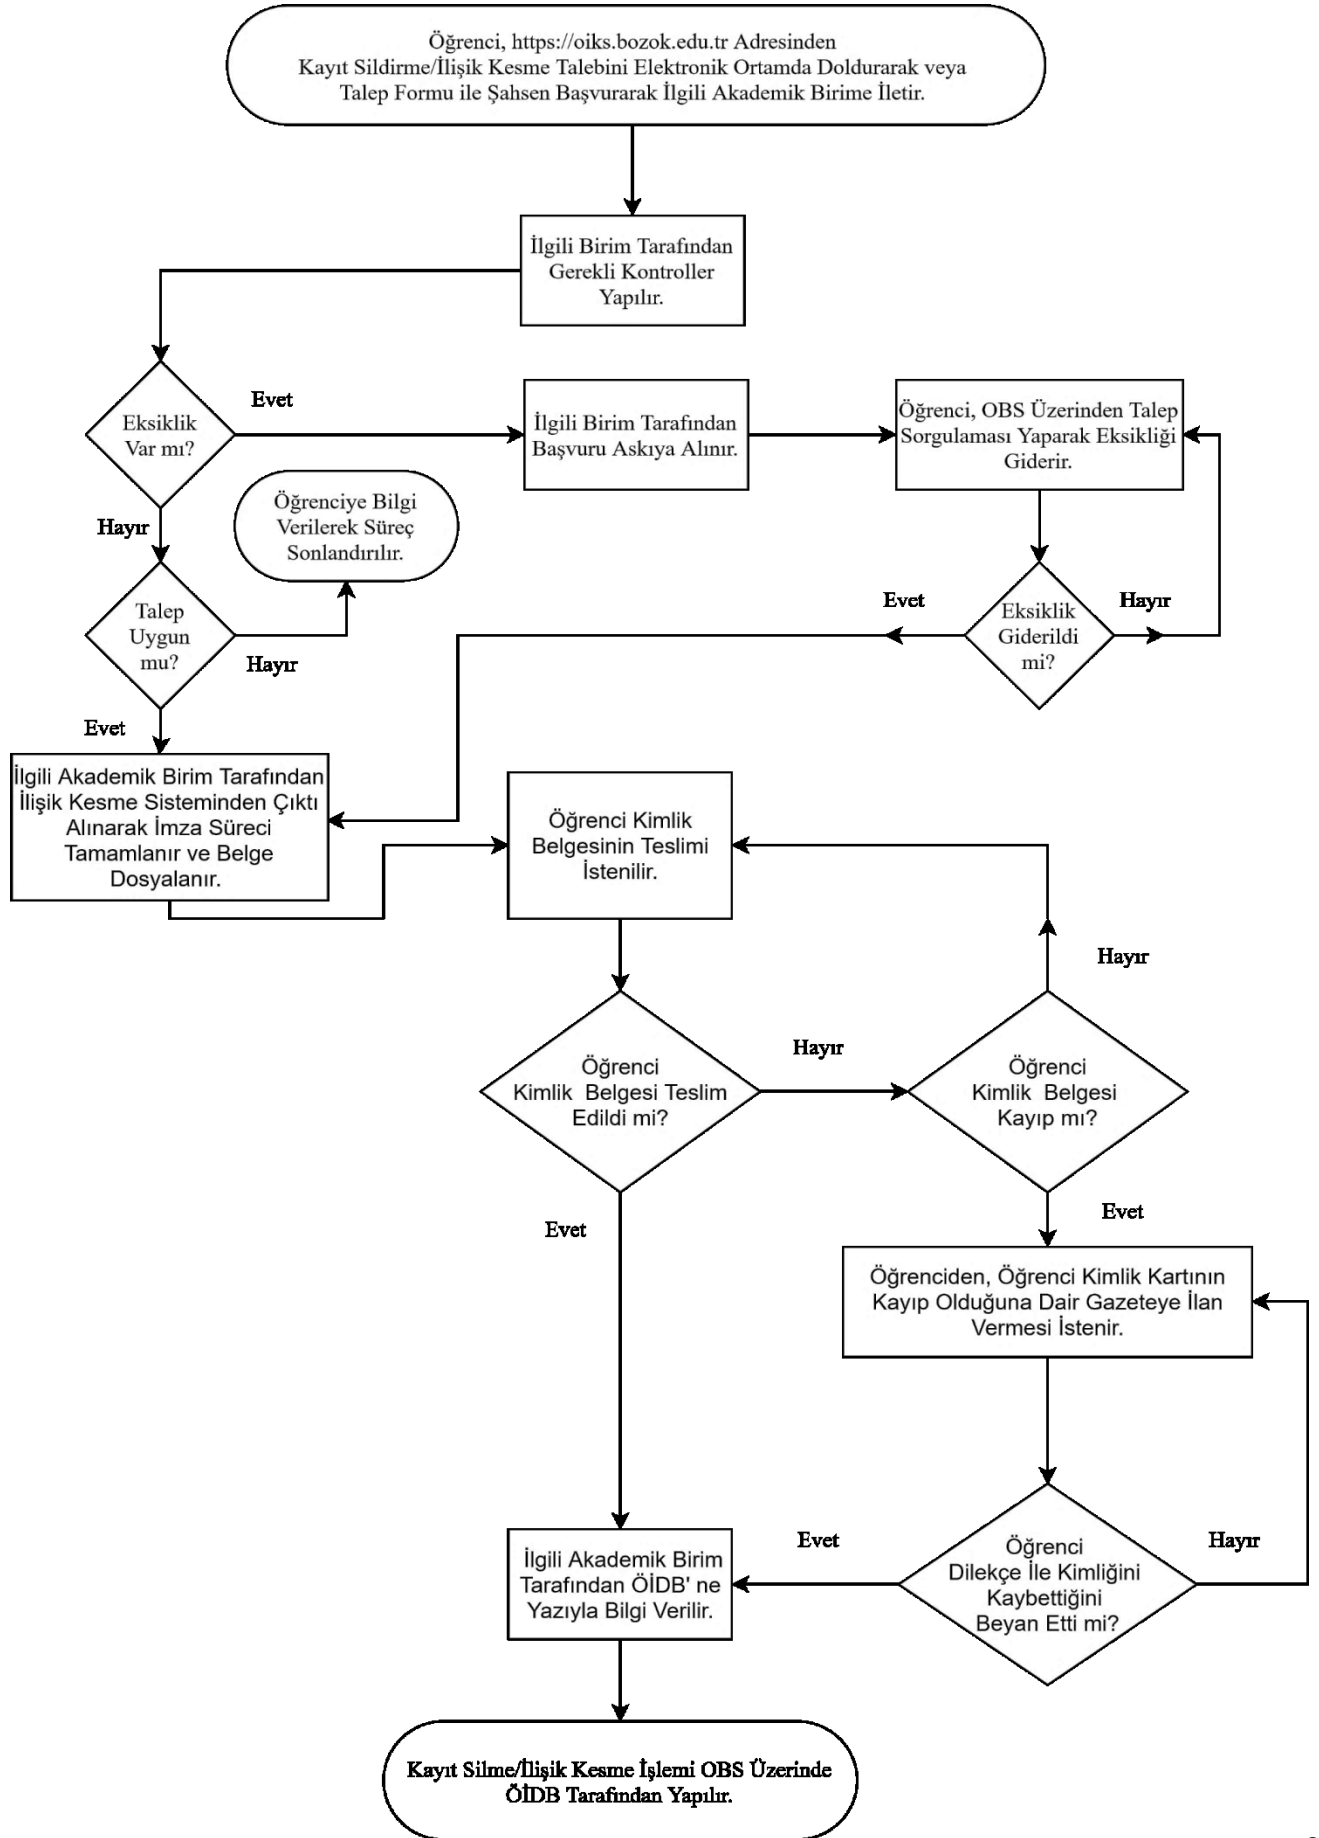 Öğrenci, https://oiks.bozok.edu.tr Adresinden
Kayıt Sildirme/İlişik Kesme Talebini Elektronik Ortamda Doldurarak veya
Talep Formu ile Şahsen Başvurarak İlgili Akademik Birime İletir.
İlgili Birim Tarafından
Gerekli Kontroller
Yapılır.
Eksiklik
Var mı?
Evet
İlgili Birim Tarafından
Başvuru Askıya Alınır.
Öğrenci, OBS Üzerinden Talep
Sorgulaması Yaparak Eksikliği
Giderir.
Hayır
Öğrenciye Bilgi
Verilerek Süreç
Sonlandırılır.
Talep
Uygun
mu?
Hayır
Evet
Eksiklik
Giderildi
mi?
Hayır
Evet
İlgili Akademik Birim Tarafından
İlişik Kesme Sisteminden Çıktı
Alınarak İmza Süreci
Tamamlanır ve Belge
Dosyalanır.
Öğrenci Kimlik
Belgesinin Teslimi
İstenilir.
Hayır
Öğrenci
Kimlik Belgesi Teslim
Edildi mi?
Hayır
Öğrenci
Kimlik Belgesi
Kayıp mı?
Evet
Evet
Öğrenciden, Öğrenci Kimlik Kartının
Kayıp Olduğuna Dair Gazeteye İlan
Vermesi İstenir.
İlgili Akademik Birim
Tarafından ÖİDB' ne
Yazıyla Bilgi Verilir.
Evet
Öğrenci
Dilekçe İle Kimliğini
Kaybettiğini
Beyan Etti mi?
Hayır
Kayıt Silme/İlişik Kesme İşlemi OBS Üzerinde
ÖİDB Tarafından Yapılır.